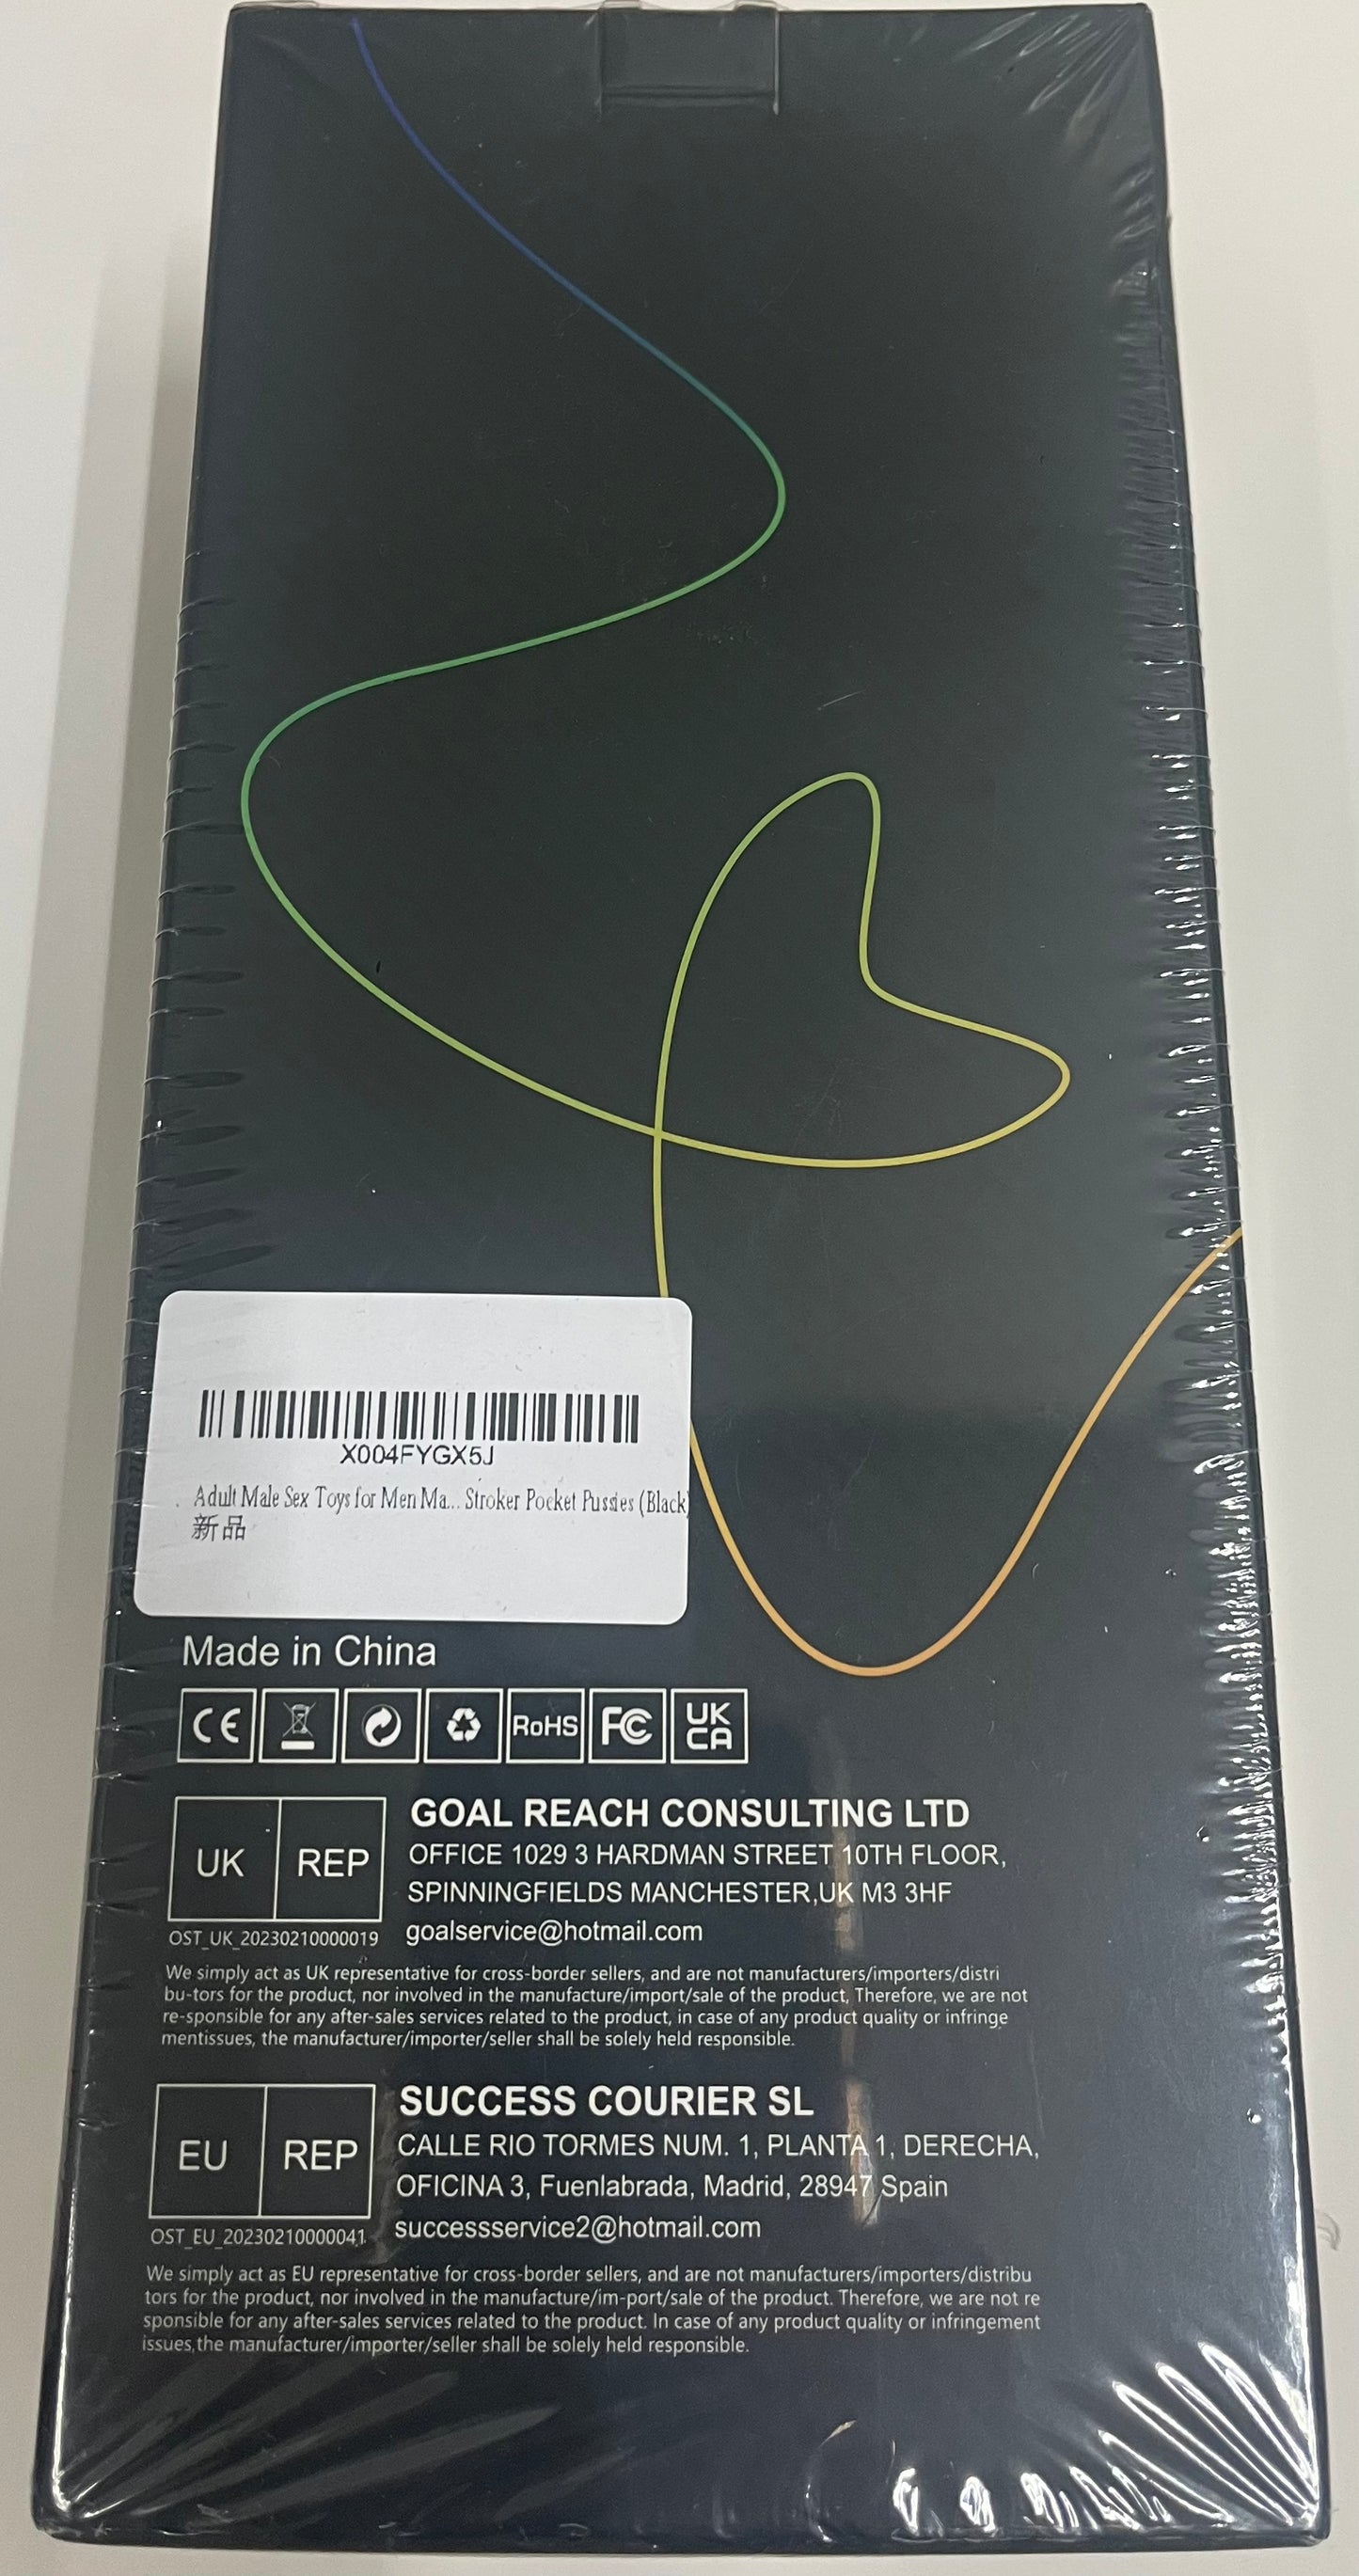 X004FYGX5J
Adult Male Sex Toys for Men Ma... Stroker Pocket Pussies (Black
新品
Made in China
CE RoHS FC UK CA
UK REP
OST_UK_20230210000019
GOAL REACH CONSULTING LTD
OFFICE 1029 3 HARDMAN STREET 10TH FLOOR,
SPINNINGFIELDS MANCHESTER,UK M3 3HF
goalservice@hotmail.com
We simply act as UK representative for cross-border sellers, and are not manufacturers/importers/distri
bu-tors for the product, nor involved in the manufacture/import/sale of the product, Therefore, we are not
re-sponsible for any after-sales services related to the product, in case of any product quality or infringe
mentissues, the manufacturer/importer/seller shall be solely held responsible.
EU REP
OST_EU_20230210000041
SUCCESS COURIER SL
CALLE RIO TORMES NUM. 1, PLANTA 1, DERECHA,
OFICINA 3, Fuenlabrada, Madrid, 28947 Spain
successservice2@hotmail.com
We simply act as EU representative for cross-border sellers, and are not manufacturers/importers/distribu
tors for the product, nor involved in the manufacture/im-port/sale of the product. Therefore, we are not re
sponsible for any after-sales services related to the product. In case of any product quality or infringement
issues,the manufacturer/importer/seller shall be solely held responsible.